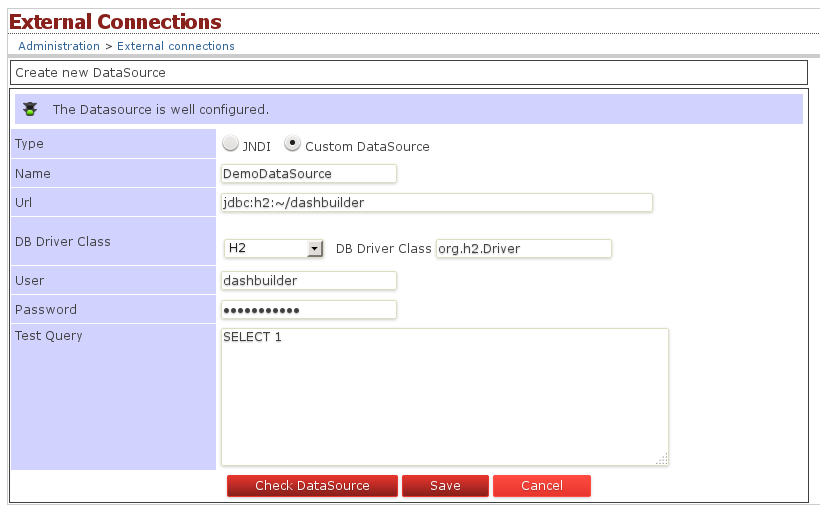 External Connections
Administration > External connections
Create new DataSource
The Datasource is well configured.
Type JNDI Custom DataSource
Name DemoDataSource
Url jdbc:h2:~/dashbuilder
DB Driver Class H2 DB Driver Class org.h2.Driver
User dashbuilder
Password •••••••••••
Test Query SELECT 1
Check DataSource Save Cancel